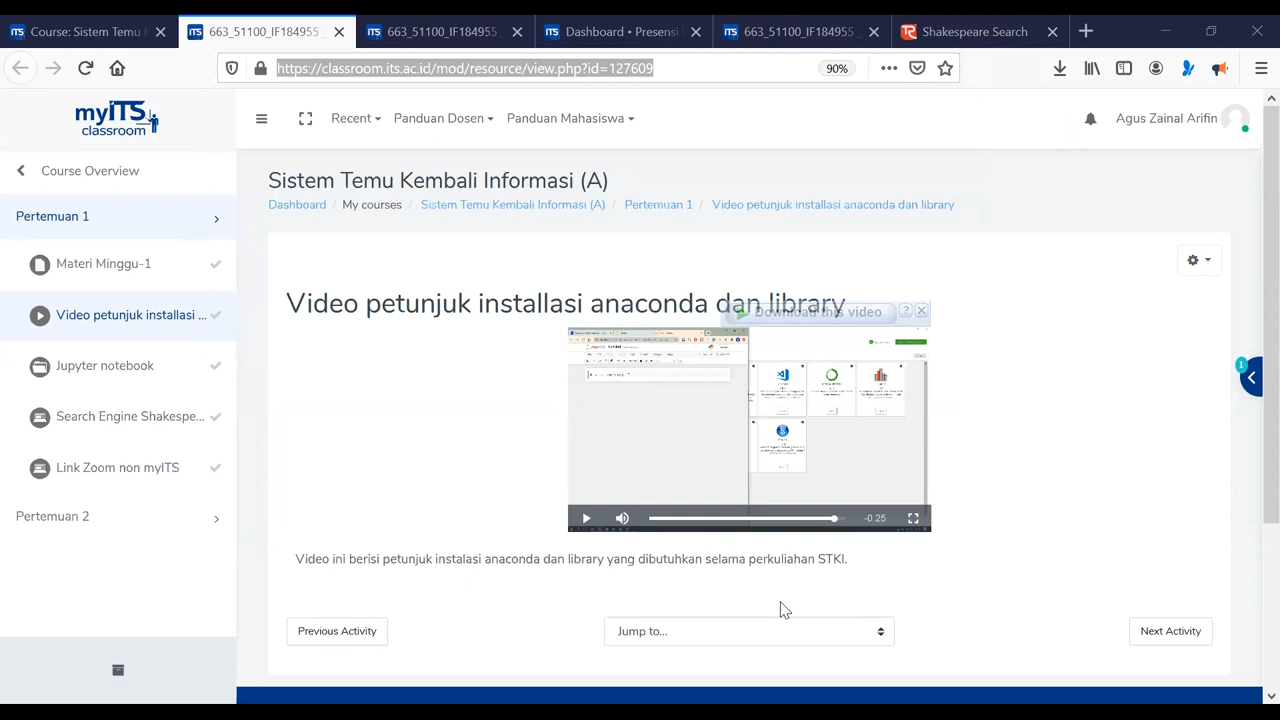 Course: Sistem Temu K
663_51100_IF184955_
663_51100_IF184955_
Dashboard • Presensi
663_51100_IF184955_
Shakespeare Search
https://classroom.its.ac.id/mod/resource/view.php?id=127609
90%
myITS
classroom
Recent
Panduan Dosen
Panduan Mahasiswa
Agus Zainal Arifin
Course Overview
Sistem Temu Kembali Informasi (A)
Dashboard / My courses / Sistem Temu Kembali Informasi (A) / Pertemuan 1 / Video petunjuk installasi anaconda dan library
Pertemuan 1
Materi Minggu-1
Video petunjuk installasi ...
Jupyter notebook
Search Engine Shakespe...
Link Zoom non myITS
Pertemuan 2
Video petunjuk installasi anaconda dan library
Download this video
?
1
-0:25
Video ini berisi petunjuk instalasi anaconda dan library yang dibutuhkan selama perkuliahan STKI.
Previous Activity
Jump to...
Next Activity